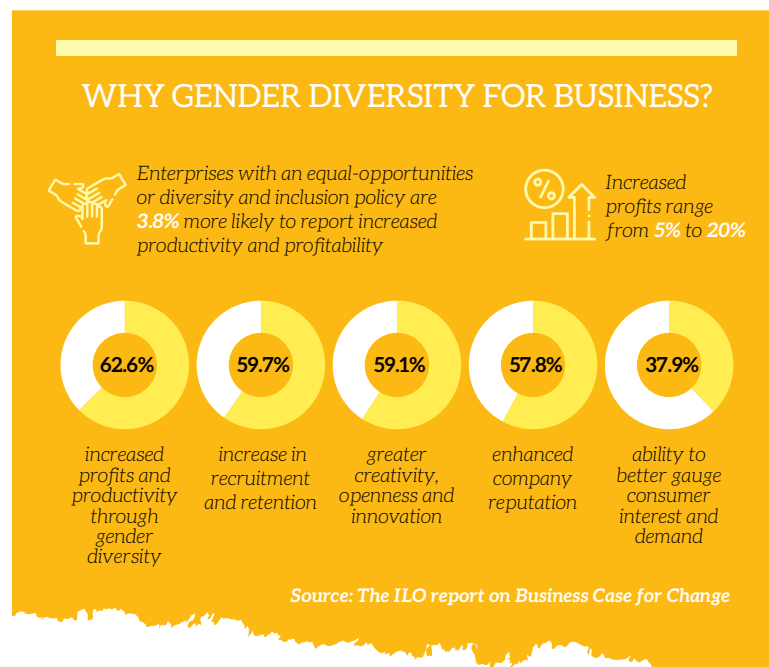 WHY GENDER DIVERSITY FOR BUSINESS?
Enterprises with an equal-opportunities
or diversity and inclusion policy are
3.8% more likely to report increased
productivity and profitability
%
Increased
profits range
from 5% to 20%
62.6%
increased
profits and
productivity
through
gender
diversity
59.7%
increase in
recruitment
and retention
59.1%
greater
creativity,
openness and
innovation
57.8%
enhanced
company
reputation
37.9%
ability to
better gauge
consumer
interest and
demand
Source: The ILO report on Business Case for Change